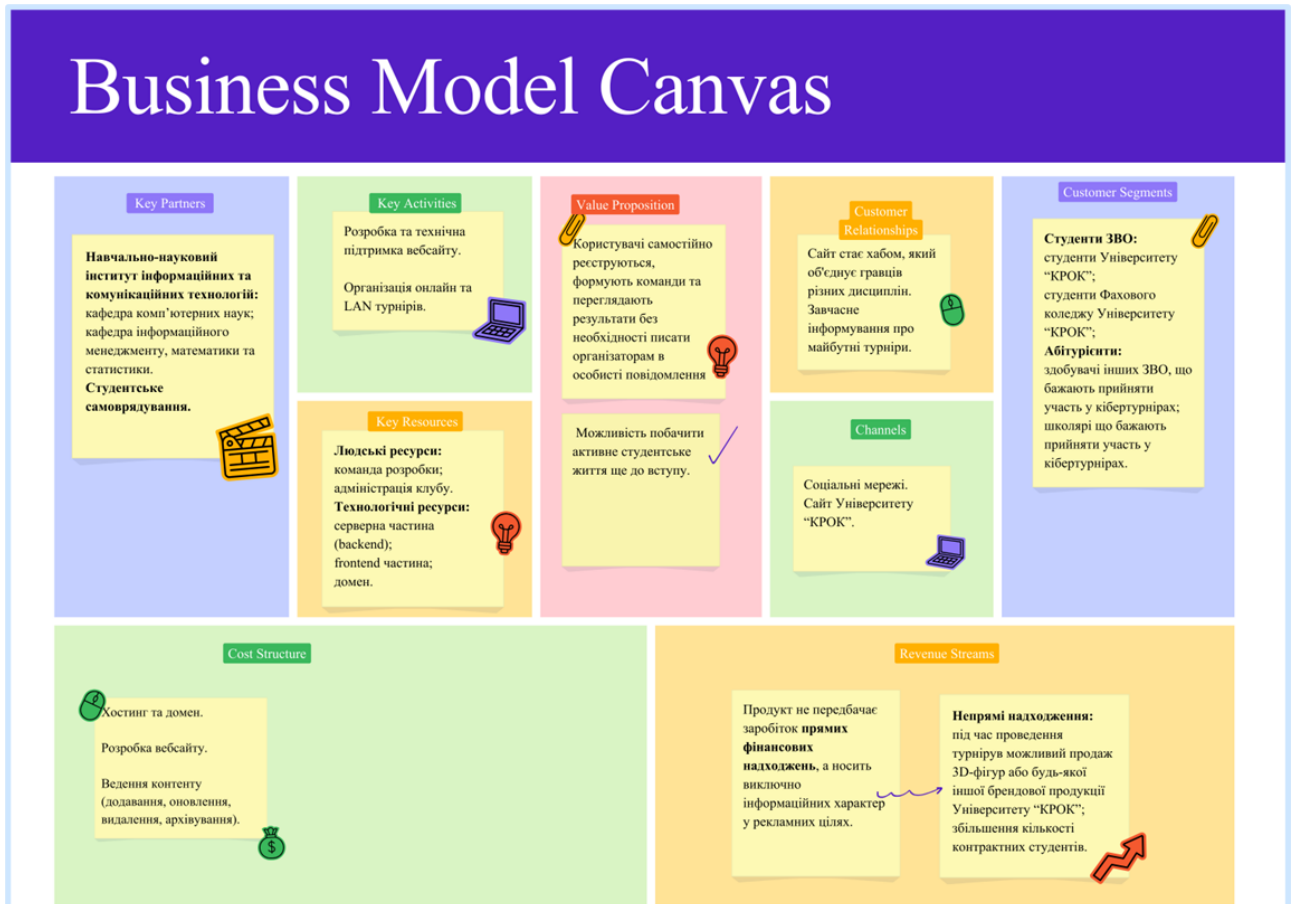 Business Model Canvas
Key Partners
Навчально-науковий
інститут інформаційних та
комунікаційних технологій:
кафедра комп’ютерних наук;
кафедра інформаційного
менеджменту, математики та
статистики.
Студентське
самоврядування.
Key Activities
Розробка та технічна
підтримка вебсайту.
Організація онлайн та
LAN турнірів.
Key Resources
Людські ресурси:
команда розробки;
адміністрація клубу.
Технологічні ресурси:
серверна частина
(backend);
frontend частина;
домен.
Value Proposition
Користувачі самостійно
реєструються,
формують команди та
переглядають
результати без
необхідності писати
організаторам в
особисті повідомлення
Можливість побачити
активне студентське
життя ще до вступу.
Customer
Relationships
Сайт стає хабом, який
об'єднує гравців
різних дисциплін.
Завчасне
інформування про
майбутні турніри.
Channels
Соціальні мережі.
Сайт Університету
“КРОК”.
Customer Segments
Студенти ЗВО:
студенти Університету
“КРОК”;
студенти Фахового
коледжу Університету
“КРОК”;
Абітурієнти:
здобувачі інших ЗВО, що
бажають прийняти
участь у кібертурнірах;
школярі що бажають
прийняти участь у
кібертурнірах.
Cost Structure
Хостинг та домен.
Розробка вебсайту.
Ведення контенту
(додавання, оновлення,
видалення, архівування).
$
Revenue Streams
Продукт не передбачає
заробіток прямих
фінансових
надходжень, а носить
виключно
інформаційних характер
у рекламних цілях.
Непрямі надходження:
під час проведення
турнірув можливий продаж
3D-фігур або будь-якої
іншої брендової продукції
Університету “КРОК”;
збільшення кількості
контрактних студентів.